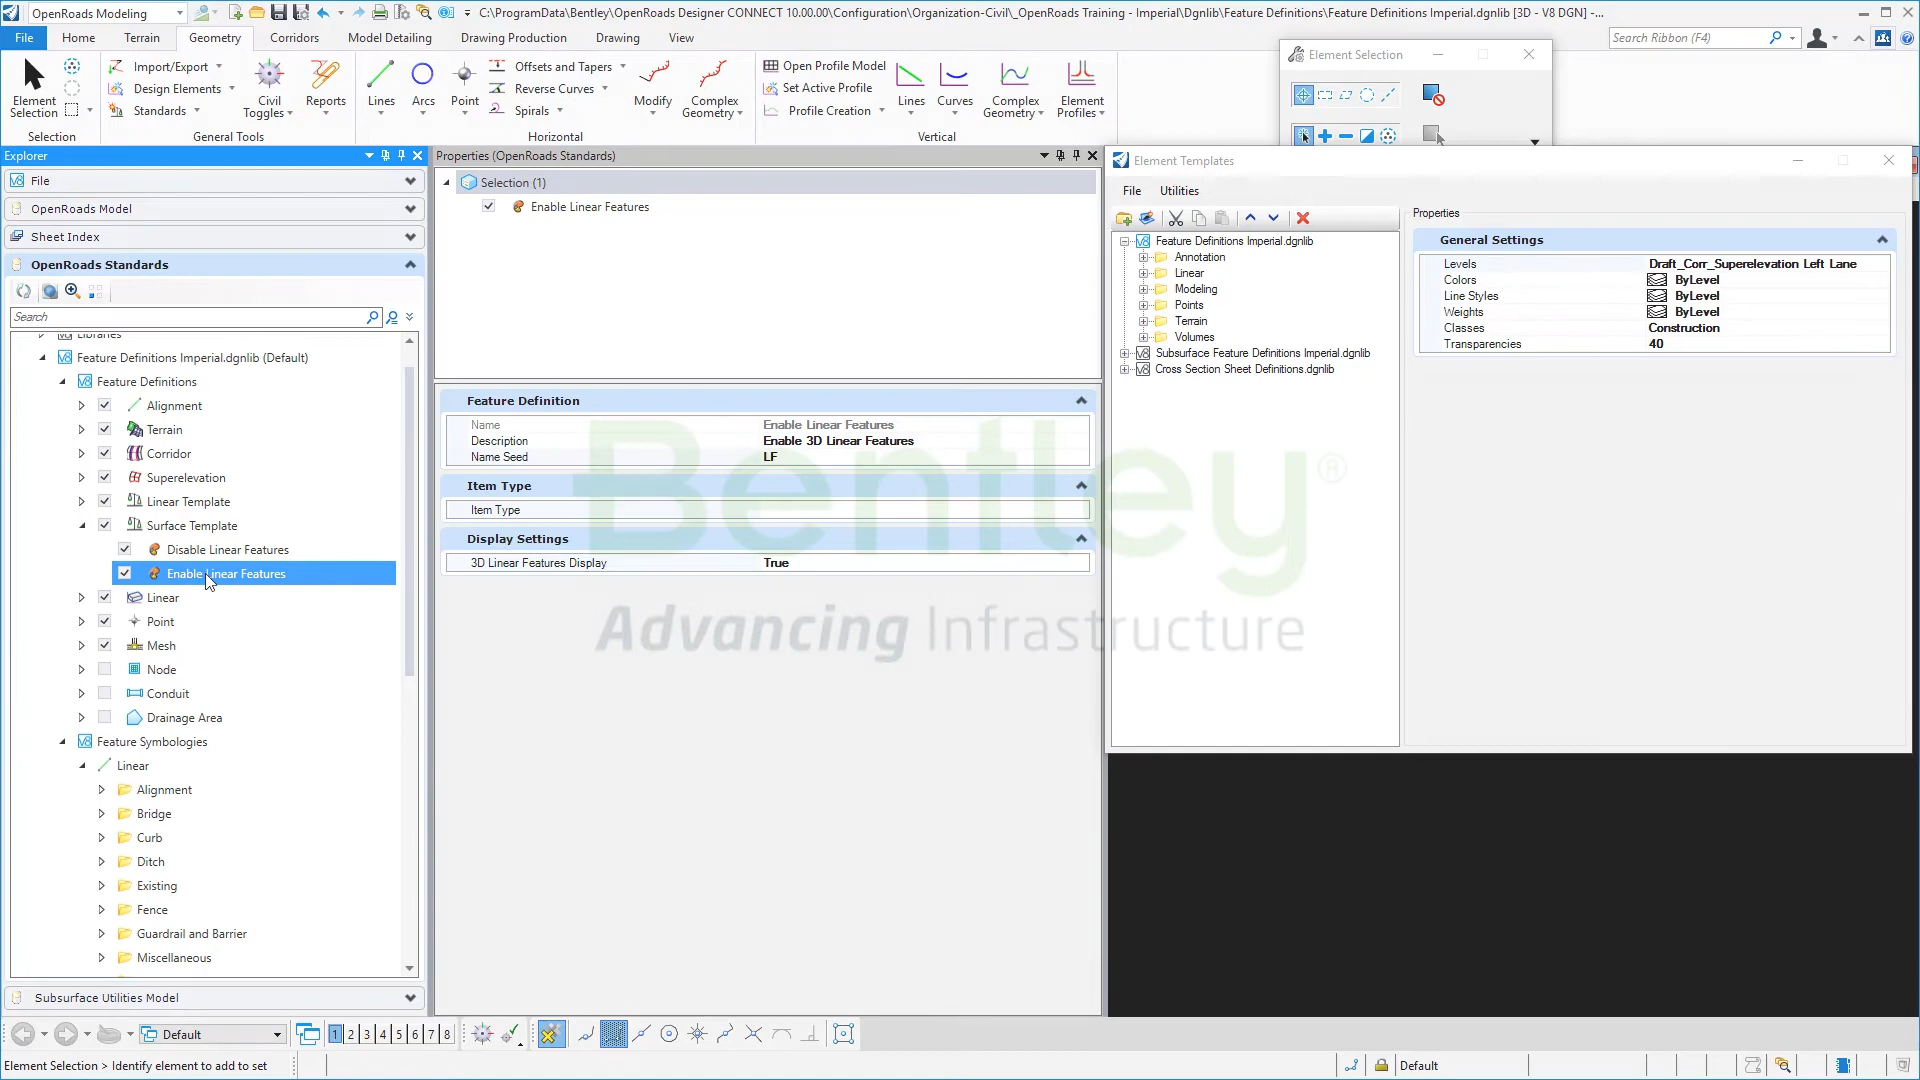 OpenRoads Modeling
C:\ProgramData\Bentley\OpenRoads Designer CONNECT 10.00.00\Configuration\Organization-Civil\_OpenRoads Training - Imperial\Dgnlib\Feature Definitions\Feature Definitions Imperial.dgnlib [3D - V8 DGN] -...
File Home Terrain Geometry Corridors Model Detailing Drawing Production Drawing View
Search Ribbon (F4)
Element Selection
Selection
Import/Export
Design Elements
Standards
Civil Toggles
Reports
General Tools
Lines
Arcs
Point
Offsets and Tapers
Reverse Curves
Spirals
Modify
Complex Geometry
Horizontal
Open Profile Model
Set Active Profile
Profile Creation
Lines
Curves
Complex Geometry
Element Profiles
Vertical
Element Selection
Explorer
File
OpenRoads Model
Sheet Index
OpenRoads Standards
Search
Libraries
Feature Definitions Imperial.dgnlib (Default)
Feature Definitions
Alignment
Terrain
Corridor
Superelevation
Linear Template
Surface Template
Disable Linear Features
Enable Linear Features
Linear
Point
Mesh
Node
Conduit
Drainage Area
Feature Symbologies
Linear
Alignment
Bridge
Curb
Ditch
Existing
Fence
Guardrail and Barrier
Miscellaneous
Subsurface Utilities Model
Properties (OpenRoads Standards)
Selection (1)
Enable Linear Features
Feature Definition
Name Enable Linear Features
Description Enable 3D Linear Features
Name Seed LF
Item Type
Item Type
Display Settings
3D Linear Features Display True
Bentley®
Advancing Infrastructure
Element Templates
File Utilities
Feature Definitions Imperial.dgnlib
Annotation
Linear
Modeling
Points
Terrain
Volumes
Subsurface Feature Definitions Imperial.dgnlib
Cross Section Sheet Definitions.dgnlib
Properties
General Settings
Levels Draft_Corr_Superelevation Left Lane
Colors ByLevel
Line Styles ByLevel
Weights ByLevel
Classes Construction
Transparencies 40
Default
1 2 3 4 5 6 7 8
Element Selection > Identify element to add to set
Default